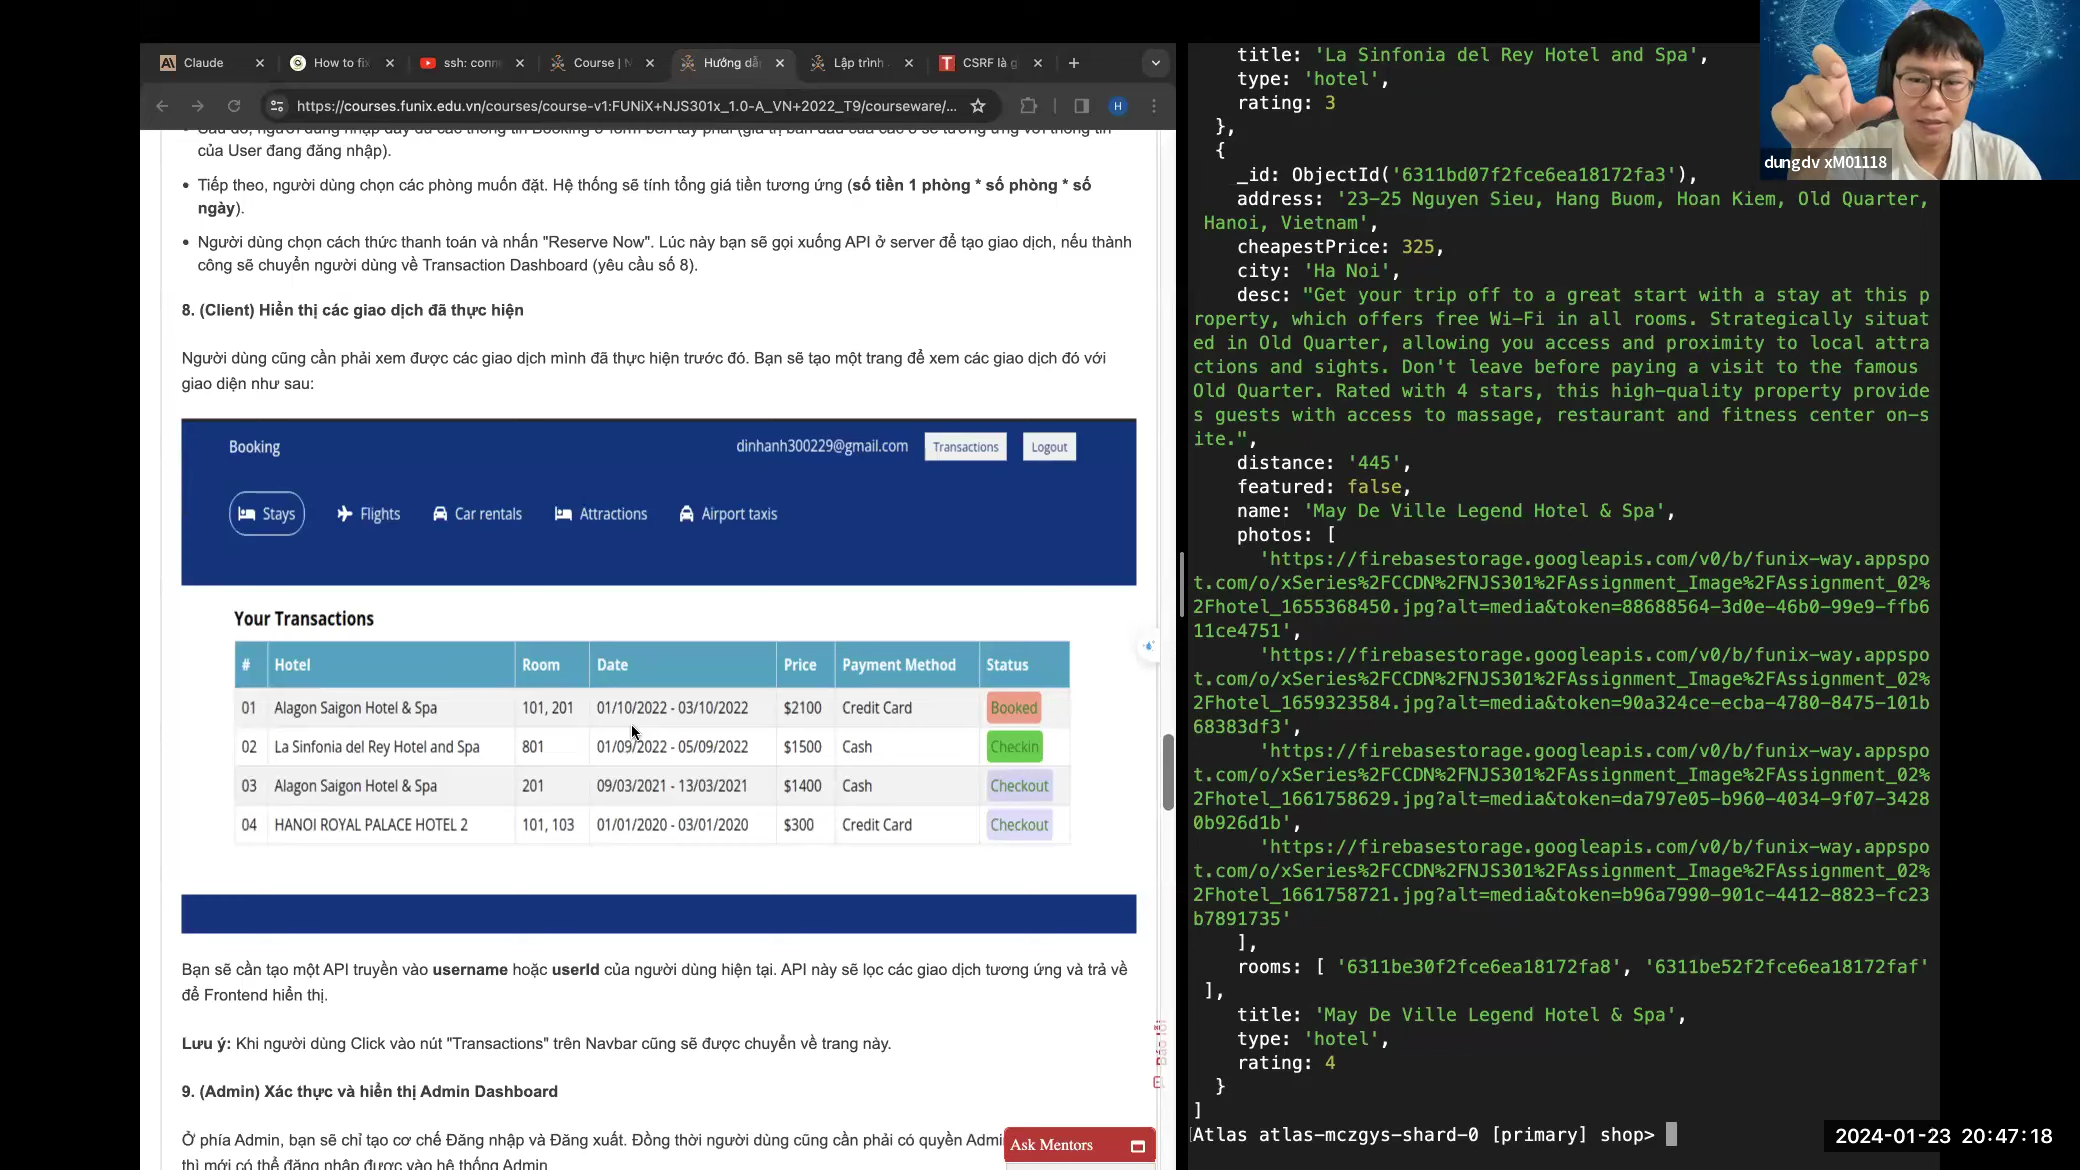 Claude
How to fix
ssh: conn
Course | N
Hướng dẫ
Lập trình
CSRF là g
https://courses.funix.edu.vn/courses/course-v1:FUNiX+NJS301x_1.0-A_VN+2022_T9/courseware/...
H
của User đang đăng nhập).
Tiếp theo, người dùng chọn các phòng muốn đặt. Hệ thống sẽ tính tổng giá tiền tương ứng (số tiền 1 phòng * số phòng * số
ngày).
Người dùng chọn cách thức thanh toán và nhấn "Reserve Now". Lúc này bạn sẽ gọi xuống API ở server để tạo giao dịch, nếu thành
công sẽ chuyển người dùng về Transaction Dashboard (yêu cầu số 8).
8. (Client) Hiển thị các giao dịch đã thực hiện
Người dùng cũng cần phải xem được các giao dịch mình đã thực hiện trước đó. Bạn sẽ tạo một trang để xem các giao dịch đó với
giao diện như sau:
Booking
dinhanh300229@gmail.com Transactions Logout
Stays Flights Car rentals Attractions Airport taxis
Your Transactions
# Hotel Room Date Price Payment Method Status
01 Alagon Saigon Hotel & Spa 101, 201 01/10/2022 - 03/10/2022 $2100 Credit Card Booked
02 La Sinfonia del Rey Hotel and Spa 801 01/09/2022 - 05/09/2022 $1500 Cash Checkin
03 Alagon Saigon Hotel & Spa 201 09/03/2021 - 13/03/2021 $1400 Cash Checkout
04 HANOI ROYAL PALACE HOTEL 2 101, 103 01/01/2020 - 03/01/2020 $300 Credit Card Checkout
Bạn sẽ cần tạo một API truyền vào username hoặc userId của người dùng hiện tại. API này sẽ lọc các giao dịch tương ứng và trả về
để Frontend hiển thị.
Lưu ý: Khi người dùng Click vào nút "Transactions" trên Navbar cũng sẽ được chuyển về trang này.
9. (Admin) Xác thực và hiển thị Admin Dashboard
Ở phía Admin, bạn sẽ chỉ tạo cơ chế Đăng nhập và Đăng xuất. Đồng thời người dùng cũng cần phải có quyền Admi
thì mới có thể đăng nhập được vào hệ thống Admin
Ask Mentors
title: 'La Sinfonia del Rey Hotel and Spa',
type: 'hotel',
rating: 3
},
{
_id: ObjectId('6311bd07f2fce6ea18172fa3'),
address: '23-25 Nguyen Sieu, Hang Buom, Hoan Kiem, Old Quarter,
Hanoi, Vietnam',
cheapestPrice: 325,
city: 'Ha Noi',
desc: "Get your trip off to a great start with a stay at this p
roperty, which offers free Wi-Fi in all rooms. Strategically situat
ed in Old Quarter, allowing you access and proximity to local attra
ctions and sights. Don't leave before paying a visit to the famous
Old Quarter. Rated with 4 stars, this high-quality property provide
s guests with access to massage, restaurant and fitness center on-s
ite.",
distance: '445',
featured: false,
name: 'May De Ville Legend Hotel & Spa',
photos: [
'https://firebasestorage.googleapis.com/v0/b/funix-way.appspo
t.com/o/xSeries%2FCCDN%2FNJS301%2FAssignment_Image%2FAssignment_02%
2Fhotel_1655368450.jpg?alt=media&token=88688564-3d0e-46b0-99e9-ffb6
11ce4751',
'https://firebasestorage.googleapis.com/v0/b/funix-way.appspo
t.com/o/xSeries%2FCCDN%2FNJS301%2FAssignment_Image%2FAssignment_02%
2Fhotel_1659323584.jpg?alt=media&token=90a324ce-ecba-4780-8475-101b
68383df3',
'https://firebasestorage.googleapis.com/v0/b/funix-way.appspo
t.com/o/xSeries%2FCCDN%2FNJS301%2FAssignment_Image%2FAssignment_02%
2Fhotel_1661758629.jpg?alt=media&token=da797e05-b960-4034-9f07-3428
0b926d1b',
'https://firebasestorage.googleapis.com/v0/b/funix-way.appspo
t.com/o/xSeries%2FCCDN%2FNJS301%2FAssignment_Image%2FAssignment_02%
2Fhotel_1661758721.jpg?alt=media&token=b96a7990-901c-4412-8823-fc23
b7891735'
],
rooms: [ '6311be30f2fce6ea18172fa8', '6311be52f2fce6ea18172faf'
],
title: 'May De Ville Legend Hotel & Spa',
type: 'hotel',
rating: 4
}
]
Atlas atlas-mczgys-shard-0 [primary] shop>
dungdv xM01118
2024-01-23 20:47:18